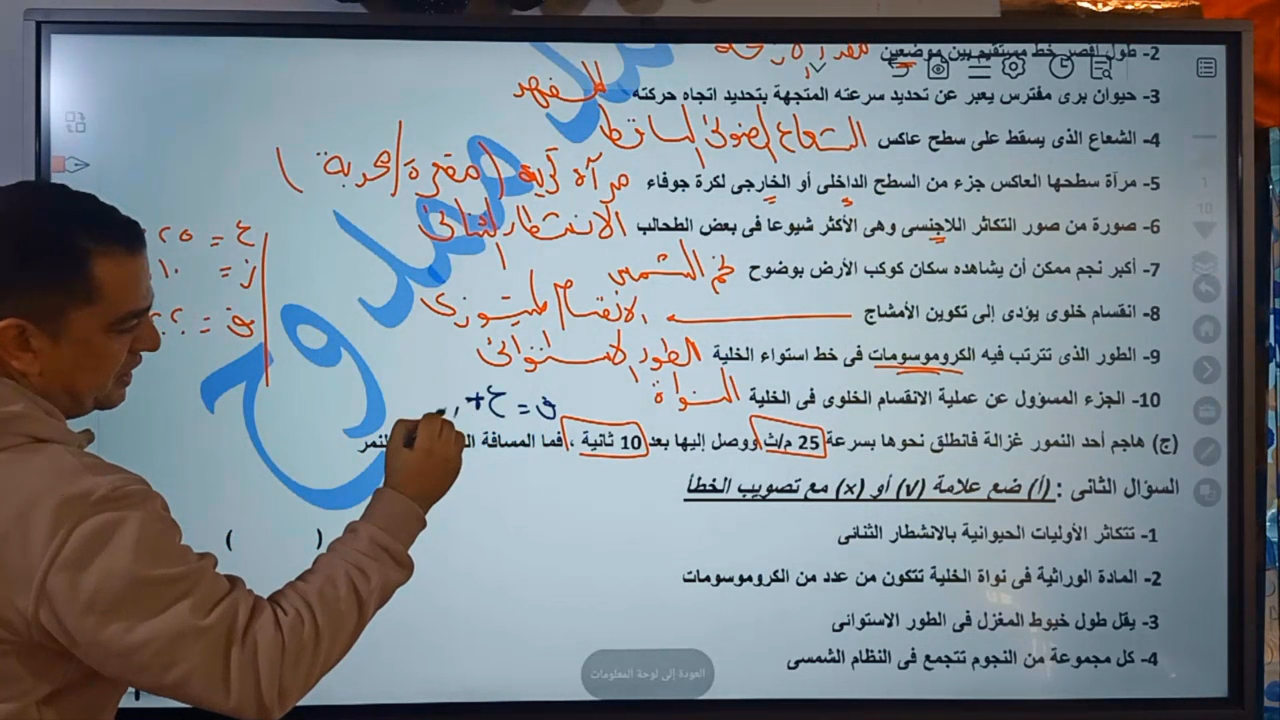 2- طول أقصر خط مستقيم بين موضعين
3- حيوان برى مفترس يعبر عن تحديد سرعته المتجهة بتحديد اتجاه حركته الفهد
4- الشعاع الذى يسقط على سطح عاكس الشعاع الضوئى الساقط
5- مرآة سطحها العاكس جزء من السطح الداخلى أو الخارجى لكرة جوفاء مرآة كرية (مقعرة/محدبة)
6- صورة من صور التكاثر اللاجنسى وهى الأكثر شيوعا فى بعض الطحالب الانشطار الثنائى
7- أكبر نجم ممكن أن يشاهده سكان كوكب الأرض بوضوح نجم الشمس
8- انقسام خلوى يؤدى إلى تكوين الأمشاج الانقسام الميتوزى
9- الطور الذى تترتب فيه الكروموسومات فى خط استواء الخلية الطور الاستوائى
10- الجزء المسؤول عن عملية الانقسام الخلوى فى الخلية النواة
ع = ٢٥
ز = ١٠
ف = ؟؟
ف = ع +
(ج) هاجم أحد النمور غزالة فانطلق نحوها بسرعة 25 م/ث ووصل إليها بعد 10 ثانية ، فما المسافة النمر
السؤال الثانى : (أ) ضع علامة (√) أو (x) مع تصويب الخطأ
1- تتكاثر الأوليات الحيوانية بالانشطار الثنائى ( )
2- المادة الوراثية فى نواة الخلية تتكون من عدد من الكروموسومات
3- يقل طول خيوط المغزل فى الطور الاستوائى
4- كل مجموعة من النجوم تتجمع فى النظام الشمسى
العودة إلى لوحة المعلومات